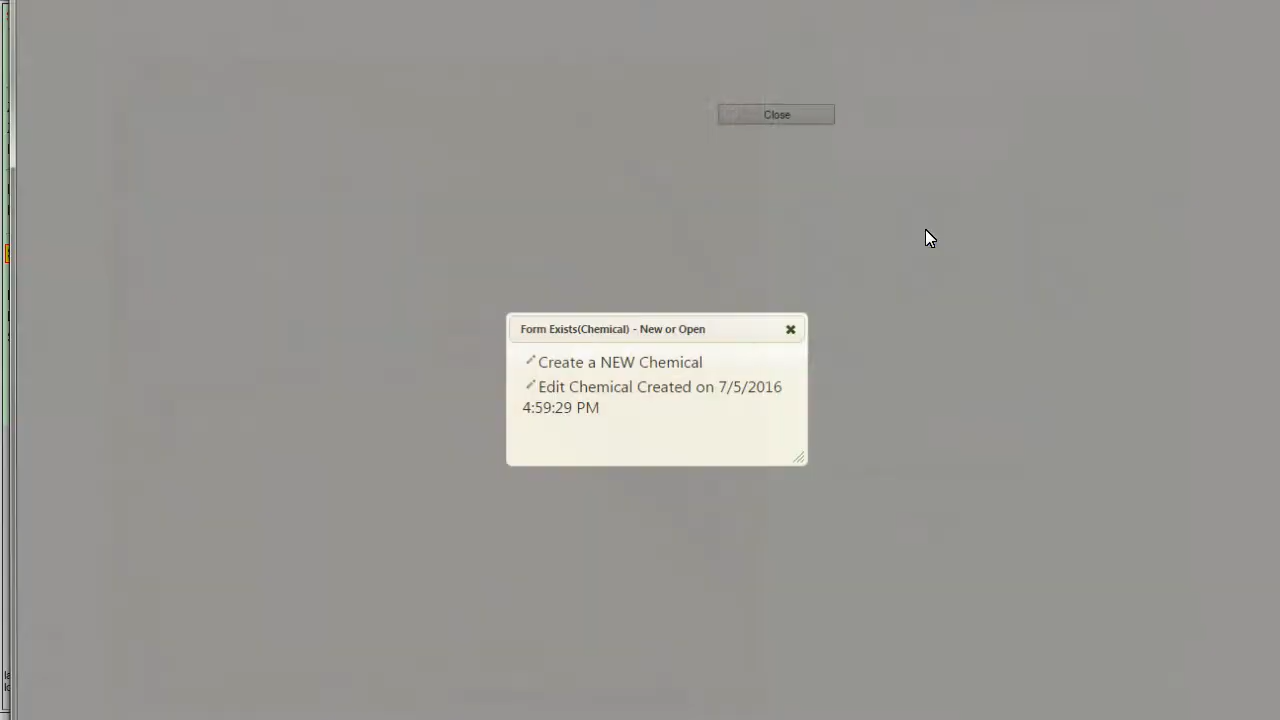 Close
Form Exists(Chemical) - New or Open
Create a NEW Chemical
Edit Chemical Created on 7/5/2016
4:59:29 PM